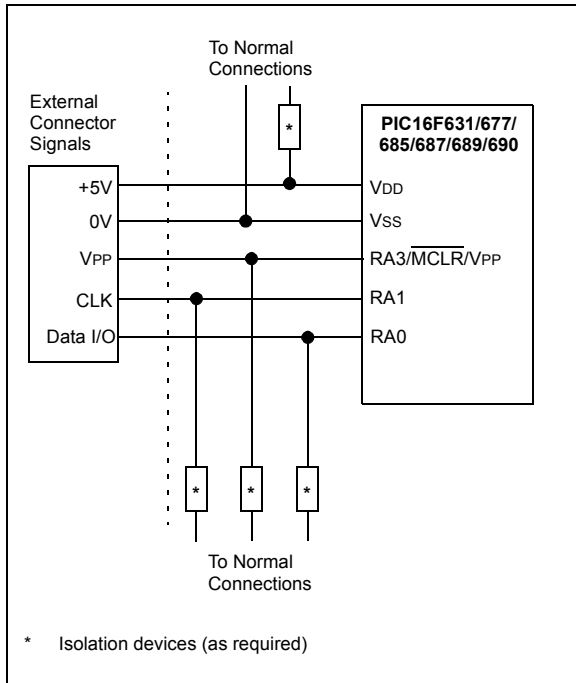 To Normal
Connections
External
Connector
Signals
*
PIC16F631/677/
685/687/689/690
+5V
VDD
0V
VSS
VPP
RA3/MCLR/VPP
CLK
RA1
Data I/O
RA0
* * *
To Normal
Connections
* Isolation devices (as required)